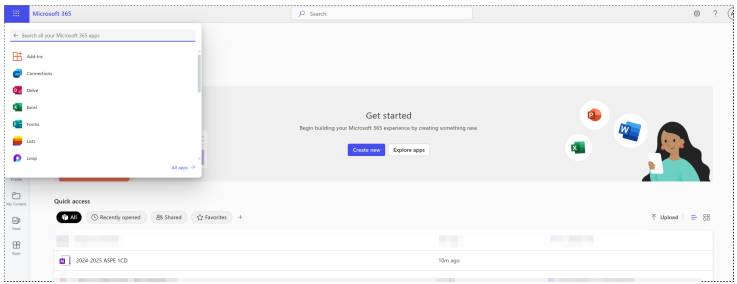 Microsoft 365
Search
?
Search all your Microsoft 365 apps
Add-Ins
Connections
Delve
Excel
Forms
Lists
Loop
All apps →
Get started
Begin building your Microsoft 365 experience by creating something new.
Create new
Explore apps
My Content
Feed
Apps
Quick access
All
Recently opened
Shared
Favorites
+
Upload
2024-2025 ASPE 1CD
10m ago